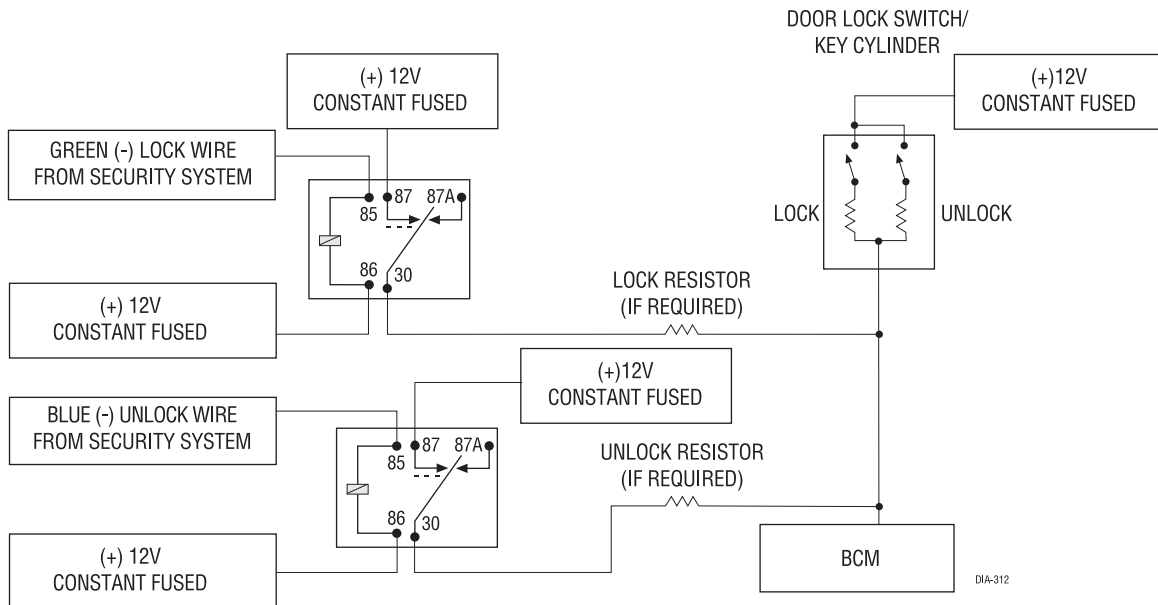 DOOR LOCK SWITCH/
KEY CYLINDER
(+) 12V
CONSTANT FUSED
(+)12V
CONSTANT FUSED
GREEN (-) LOCK WIRE
FROM SECURITY SYSTEM
85
87
87A
86
30
LOCK
UNLOCK
(+) 12V
CONSTANT FUSED
LOCK RESISTOR
(IF REQUIRED)
(+)12V
CONSTANT FUSED
BLUE (-) UNLOCK WIRE
FROM SECURITY SYSTEM
85
87
87A
86
30
UNLOCK RESISTOR
(IF REQUIRED)
(+) 12V
CONSTANT FUSED
BCM
DIA-312